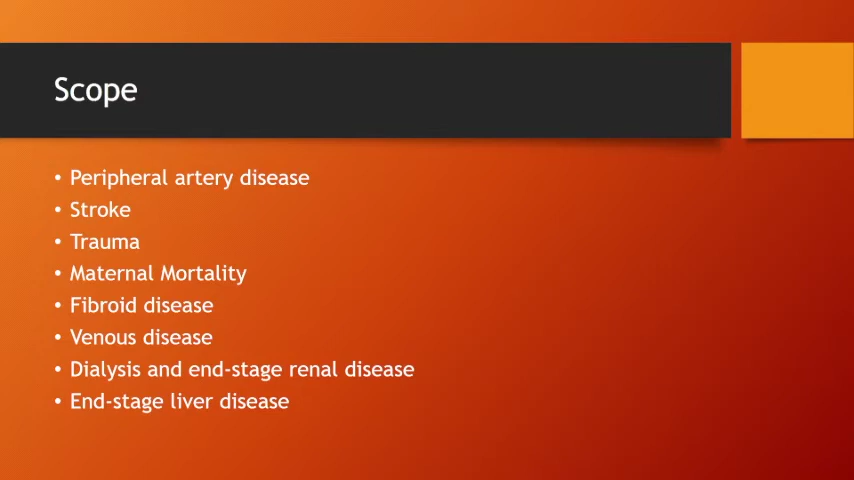 Scope
• Peripheral artery disease
• Stroke
• Trauma
• Maternal Mortality
• Fibroid disease
• Venous disease
• Dialysis and end-stage renal disease
• End-stage liver disease